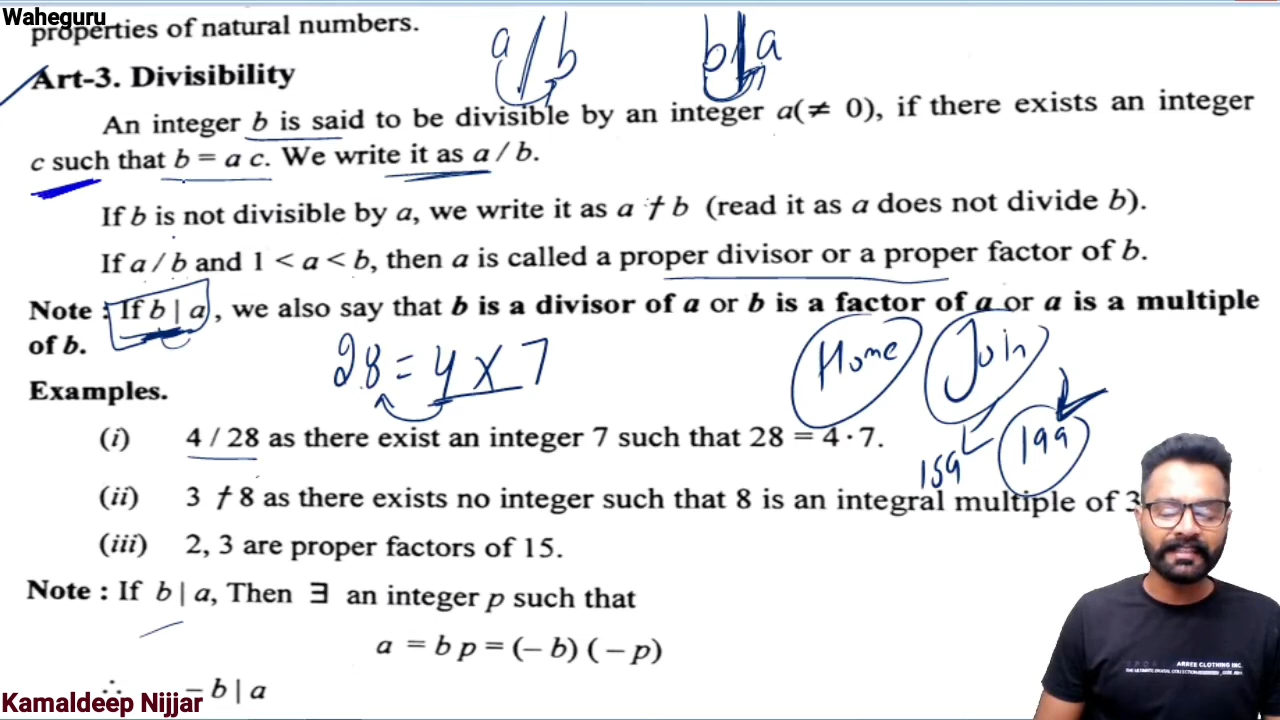 Waheguru
properties of natural numbers.
a / b b | a
Art-3. Divisibility
An integer b is said to be divisible by an integer a(≠ 0), if there exists an integer
c such that b = a c. We write it as a / b.
If b is not divisible by a, we write it as a † b (read it as a does not divide b).
If a / b and 1 < a < b, then a is called a proper divisor or a proper factor of b.
Note : If b | a , we also say that b is a divisor of a or b is a factor of a or a is a multiple
of b.
28 = 4 X 7
Home Join
Examples.
(i) 4 / 28 as there exist an integer 7 such that 28 = 4 · 7.
159 199
(ii) 3 † 8 as there exists no integer such that 8 is an integral multiple of 3
(iii) 2, 3 are proper factors of 15.
Note : If b | a, Then ∃ an integer p such that
a = b p = (– b) ( – p)
∴ – b | a
ARREE CLOTHING INC.
Kamaldeep Nijjar